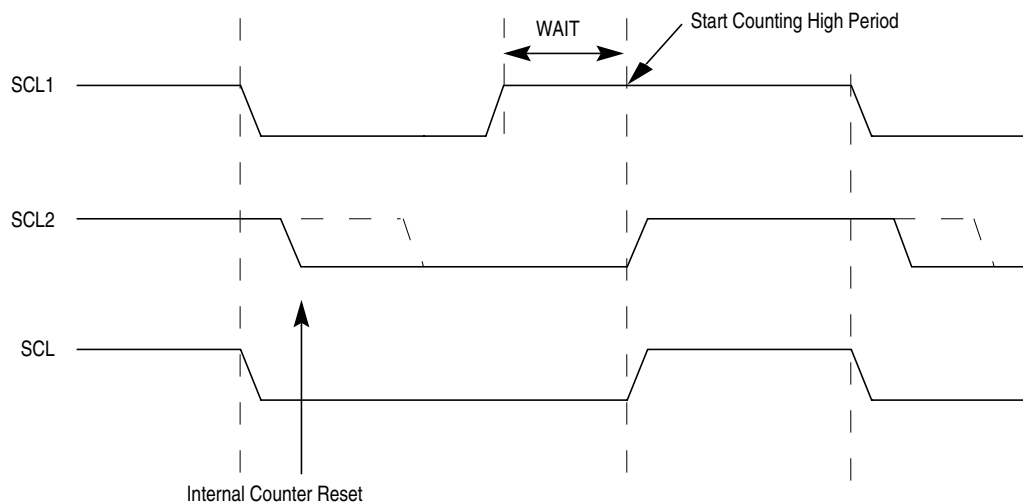 Start Counting High Period
WAIT
SCL1
SCL2
SCL
Internal Counter Reset